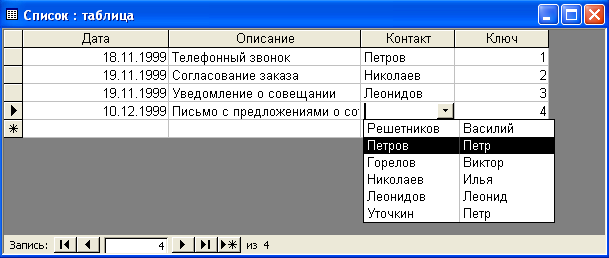 Список : таблица
Дата Описание Контакт Ключ
18.11.1999 Телефонный звонок Петров 1
19.11.1999 Согласование заказа Николаев 2
19.11.1999 Уведомление о совещании Леонидов 3
10.12.1999 Письмо с предложениями о сот 4
Решетников Василий
Петров Петр
Горелов Виктор
Николаев Илья
Леонидов Леонид
Уточкин Петр
Запись: 4 из 4